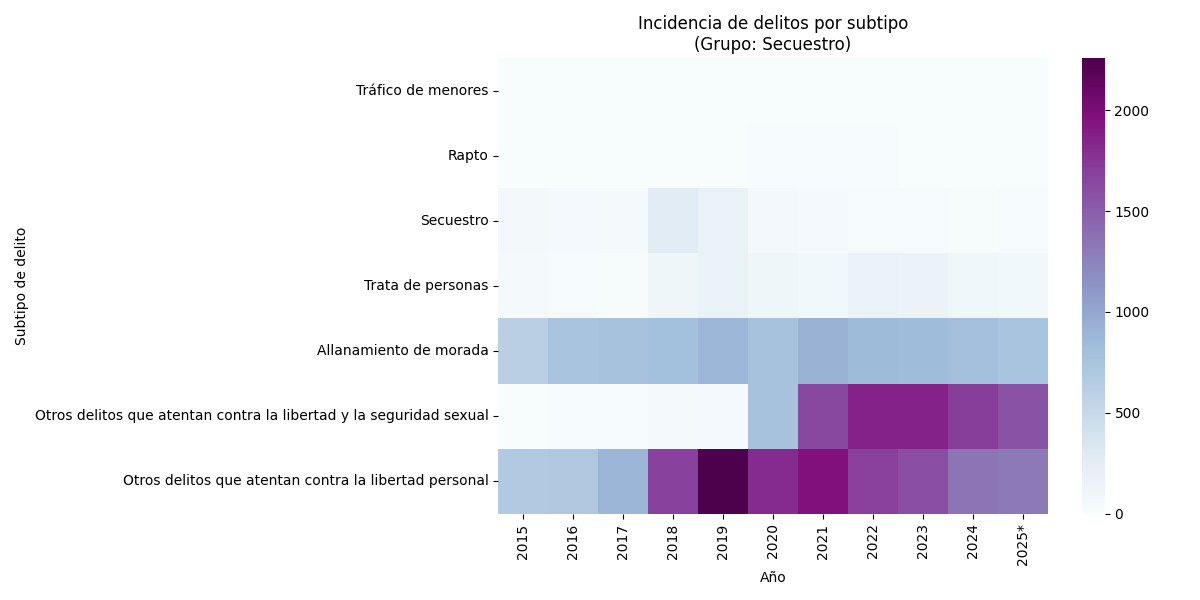 Incidencia de delitos por subtipo
(Grupo: Secuestro)
Subtipo de delito
Tráfico de menores
Rapto
Secuestro
Trata de personas
Allanamiento de morada
Otros delitos que atentan contra la libertad y la seguridad sexual
Otros delitos que atentan contra la libertad personal
2015
2016
2017
2018
2019
2020
2021
2022
2023
2024
2025*
Año
2000
1500
1000
500
0